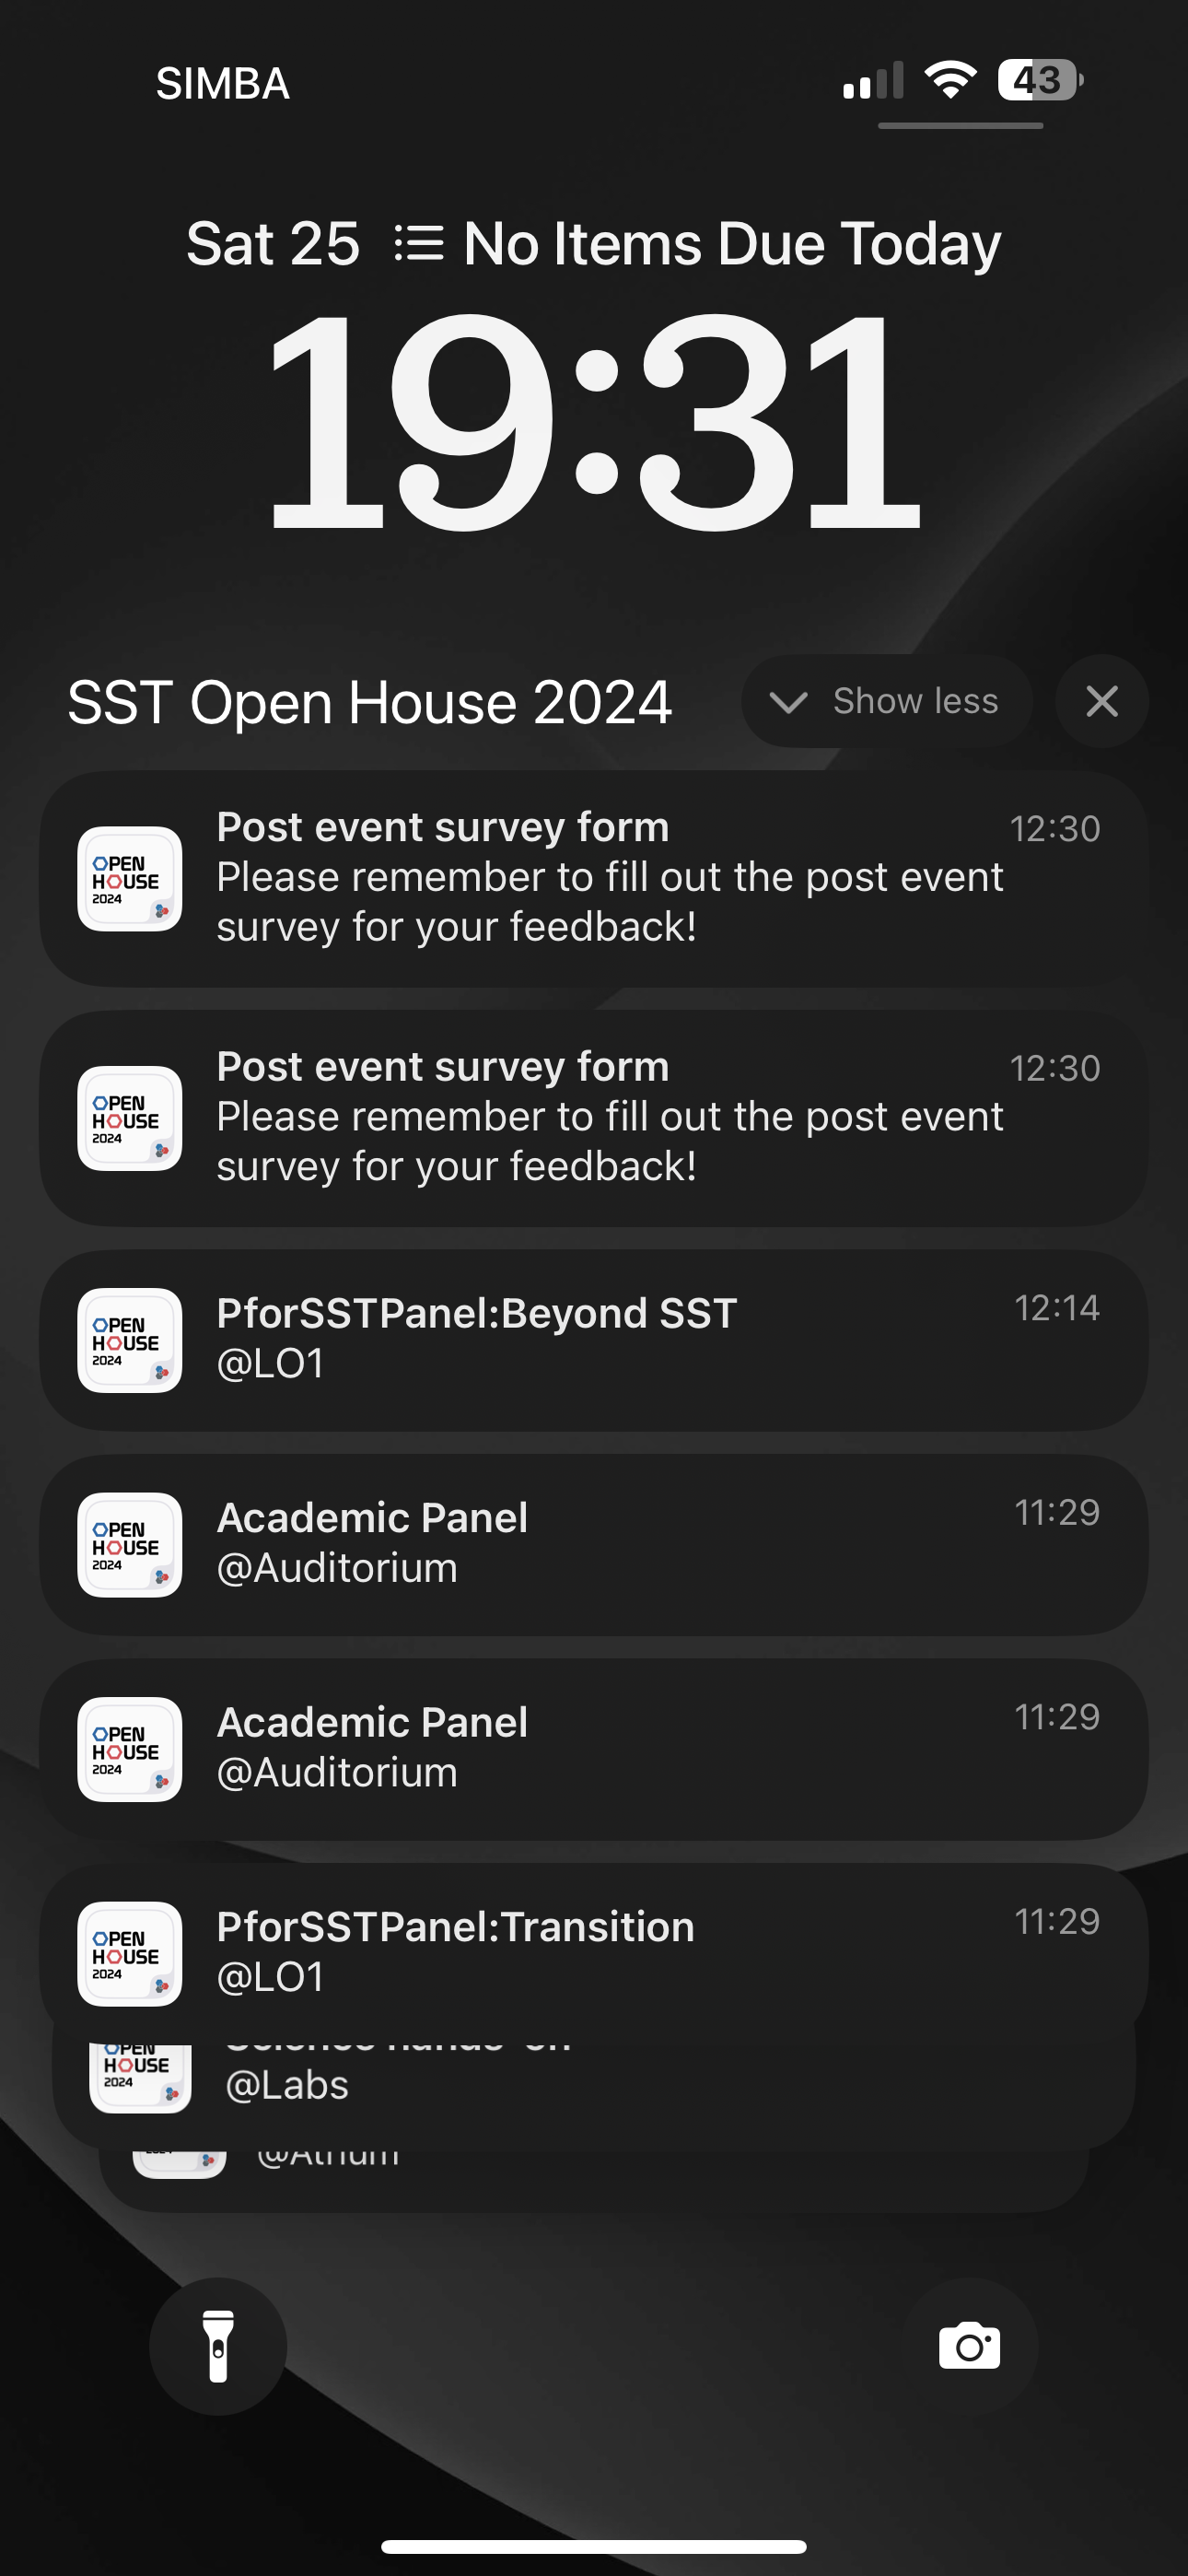 SIMBA
43
Sat 25 No Items Due Today
19:31
SST Open House 2024
Show less
OPEN
HOUSE
2024
Post event survey form
12:30
Please remember to fill out the post event
survey for your feedback!
OPEN
HOUSE
2024
Post event survey form
12:30
Please remember to fill out the post event
survey for your feedback!
OPEN
HOUSE
2024
PforSSTPanel:Beyond SST
12:14
@LO1
OPEN
HOUSE
2024
Academic Panel
11:29
@Auditorium
OPEN
HOUSE
2024
Academic Panel
11:29
@Auditorium
OPEN
HOUSE
2024
PforSSTPanel:Transition
11:29
@LO1
OPEN
HOUSE
2024
Science hands-on
@Labs
@Atrium